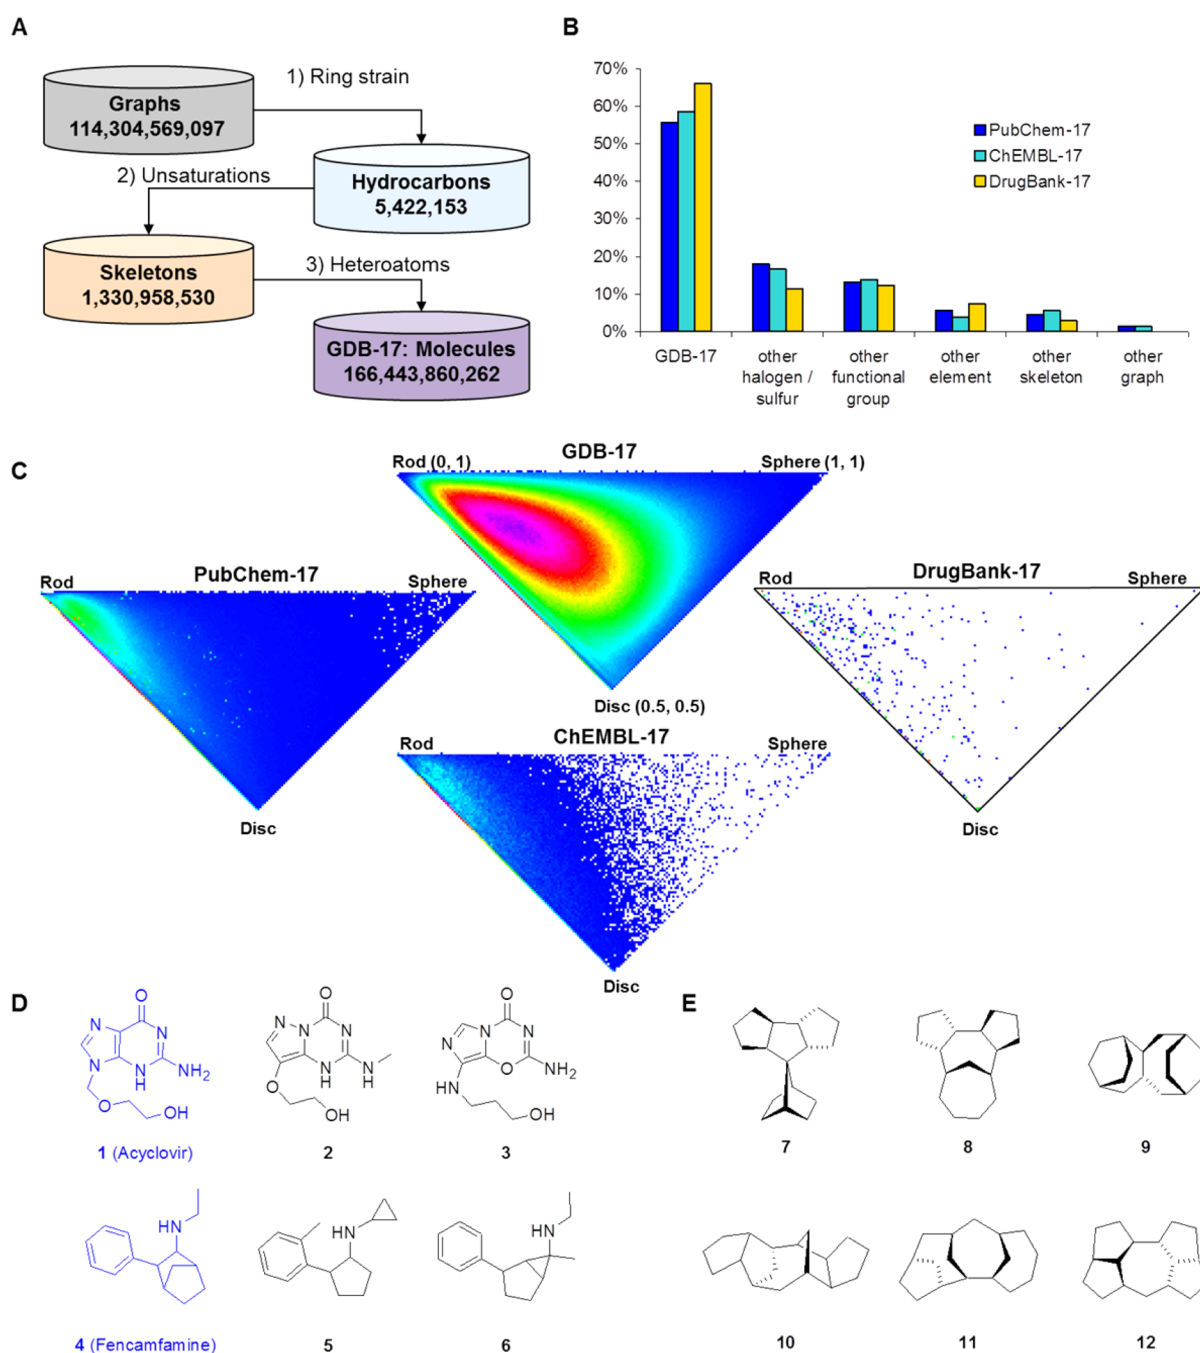 A
Graphs
114,304,569,097
1) Ring strain
Hydrocarbons
5,422,153
2) Unsaturations
Skeletons
1,330,958,530
3) Heteroatoms
GDB-17: Molecules
166,443,860,262
B
70%
60%
50%
40%
30%
20%
10%
0%
PubChem-17
ChEMBL-17
DrugBank-17
GDB-17
other
halogen /
sulfur
other
functional
group
other
element
other
skeleton
other
graph
C
GDB-17
Rod (0, 1)
Sphere (1, 1)
Disc (0.5, 0.5)
PubChem-17
Rod
Sphere
Disc
DrugBank-17
Rod
Sphere
Disc
ChEMBL-17
Rod
Sphere
Disc
D
O
N
N
N
N
H
NH2
O
OH
1 (Acyclovir)
O
N
N
N
N
H
N
H
O
OH
2
O
N
N
N
O
NH2
HN
OH
3
HN
4 (Fencamfamine)
HN
5
HN
6
E
7
8
9
10
11
12